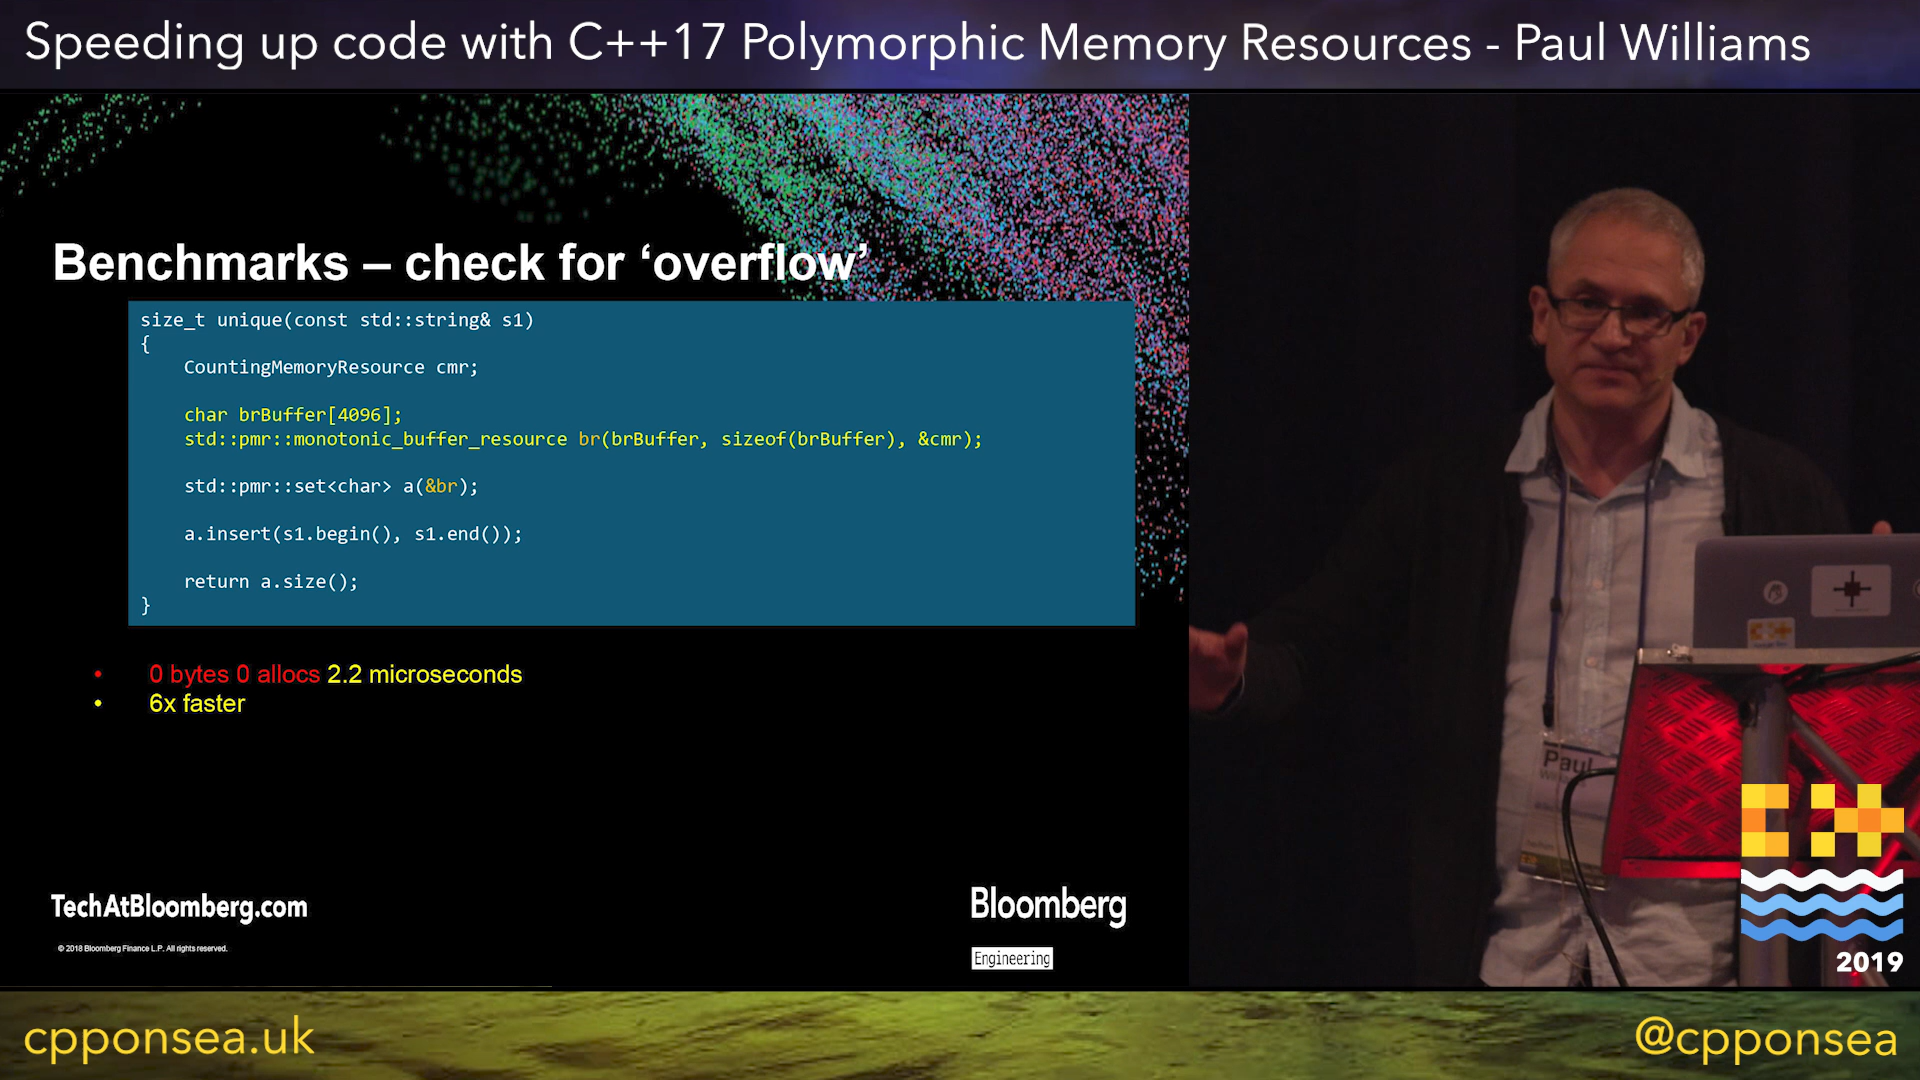 Speeding up code with C++17 Polymorphic Memory Resources - Paul Williams
Benchmarks – check for ‘overflow’
size_t unique(const std::string& s1)
{
    CountingMemoryResource cmr;
    char brBuffer[4096];
    std::pmr::monotonic_buffer_resource br(brBuffer, sizeof(brBuffer), &cmr);
    std::pmr::set<char> a(&br);
    a.insert(s1.begin(), s1.end());
    return a.size();
}
• 0 bytes 0 allocs 2.2 microseconds
• 6x faster
TechAtBloomberg.com
© 2018 Bloomberg Finance L.P. All rights reserved.
Bloomberg
Engineering
Paul
2019
cpponsea.uk
@cpponsea